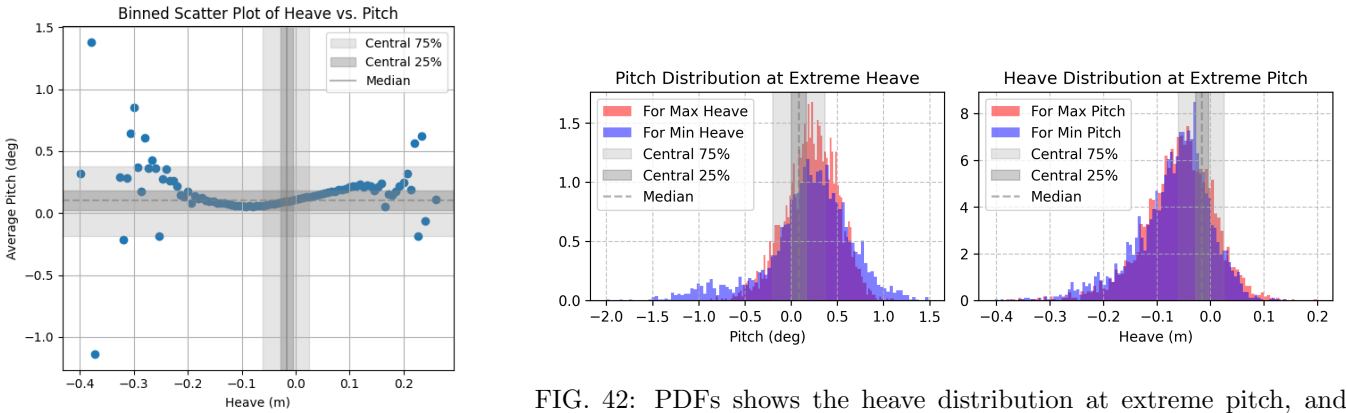 Binned Scatter Plot of Heave vs. Pitch
1.5
1.0
0.5
0.0
−0.5
−1.0
Average Pitch (deg)
Central 75%
Central 25%
Median
−0.4 −0.3 −0.2 −0.1 0.0 0.1 0.2
Heave (m)
Pitch Distribution at Extreme Heave
1.5
1.0
0.5
0.0
For Max Heave
For Min Heave
Central 75%
Central 25%
Median
−2.0 −1.5 −1.0 −0.5 0.0 0.5 1.0 1.5
Pitch (deg)
Heave Distribution at Extreme Pitch
8
6
4
2
0
For Max Pitch
For Min Pitch
Central 75%
Central 25%
Median
−0.4 −0.3 −0.2 −0.1 0.0 0.1 0.2
Heave (m)
FIG. 42: PDFs shows the heave distribution at extreme pitch, and